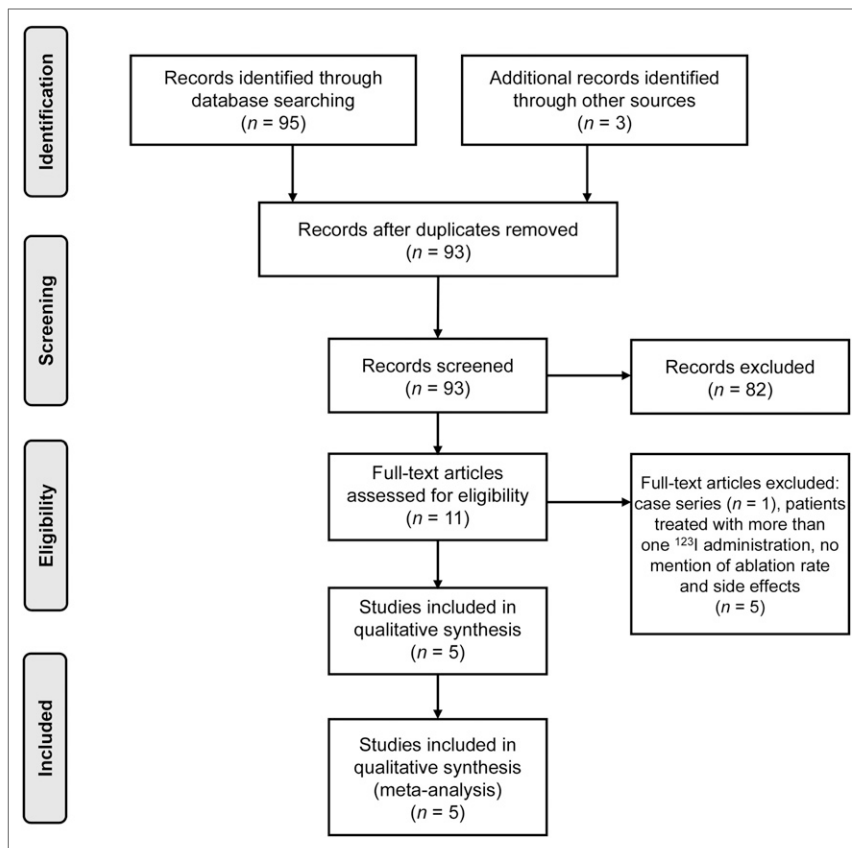 Identification
Records identified through
database searching
(n = 95)
Additional records identified
through other sources
(n = 3)
Records after duplicates removed
(n = 93)
Screening
Records screened
(n = 93)
Records excluded
(n = 82)
Eligibility
Full-text articles
assessed for eligibility
(n = 11)
Full-text articles excluded:
case series (n = 1), patients
treated with more than
one ¹²³I administration, no
mention of ablation rate
and side effects
(n = 5)
Studies included in
qualitative synthesis
(n = 5)
Included
Studies included in
qualitative synthesis
(meta-analysis)
(n = 5)